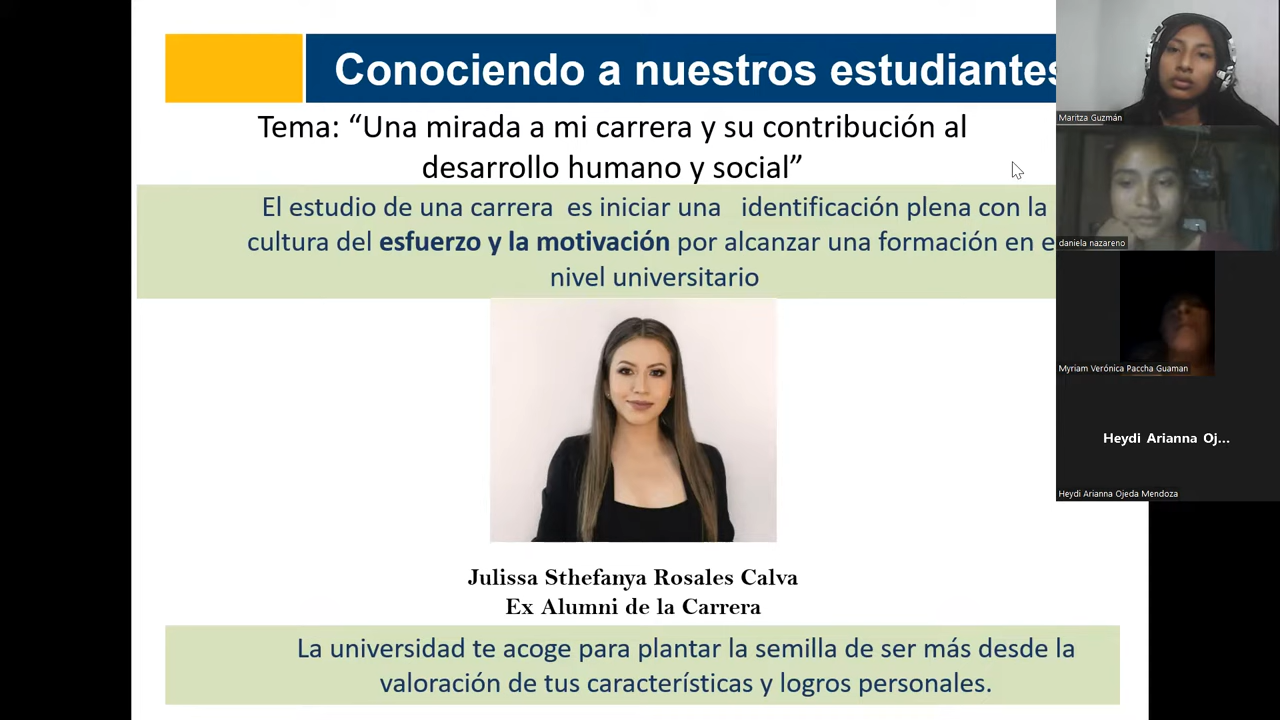 Conociendo a nuestros estudiantes
Tema: “Una mirada a mi carrera y su contribución al
desarrollo humano y social”
El estudio de una carrera es iniciar una identificación plena con la
cultura del esfuerzo y la motivación por alcanzar una formación en e
nivel universitario
Julissa Sthefanya Rosales Calva
Ex Alumni de la Carrera
La universidad te acoge para plantar la semilla de ser más desde la
valoración de tus características y logros personales.
Maritza Guzmán
daniela nazareno
Myriam Verónica Paccha Guaman
Heydi Arianna Oj...
Heydi Arianna Ojeda Mendoza